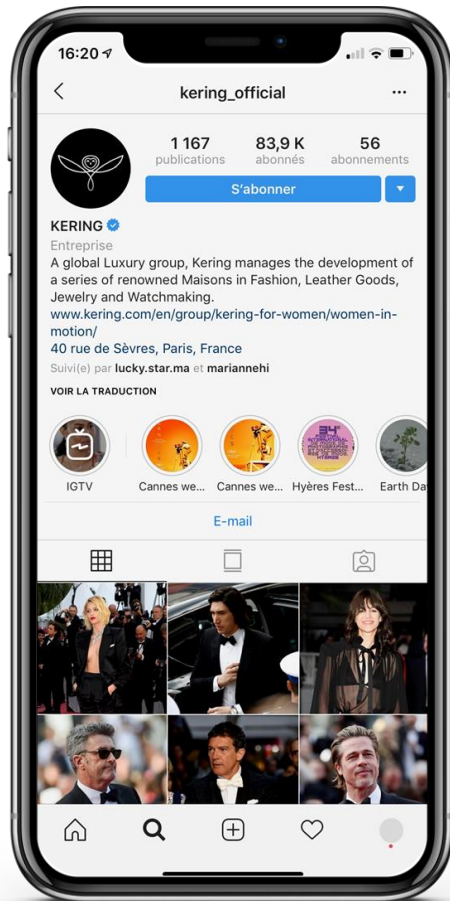 16:20
kering_official
1 167 83,9 K 56
publications abonnés abonnements
S'abonner
KERING
Entreprise
A global Luxury group, Kering manages the development of
a series of renowned Maisons in Fashion, Leather Goods,
Jewelry and Watchmaking.
www.kering.com/en/group/kering-for-women/women-in-
motion/
40 rue de Sèvres, Paris, France
Suivi(e) par lucky.star.ma et mariannehi
VOIR LA TRADUCTION
IGTV Cannes we... Cannes we... Hyères Fest... Earth Da
E-mail